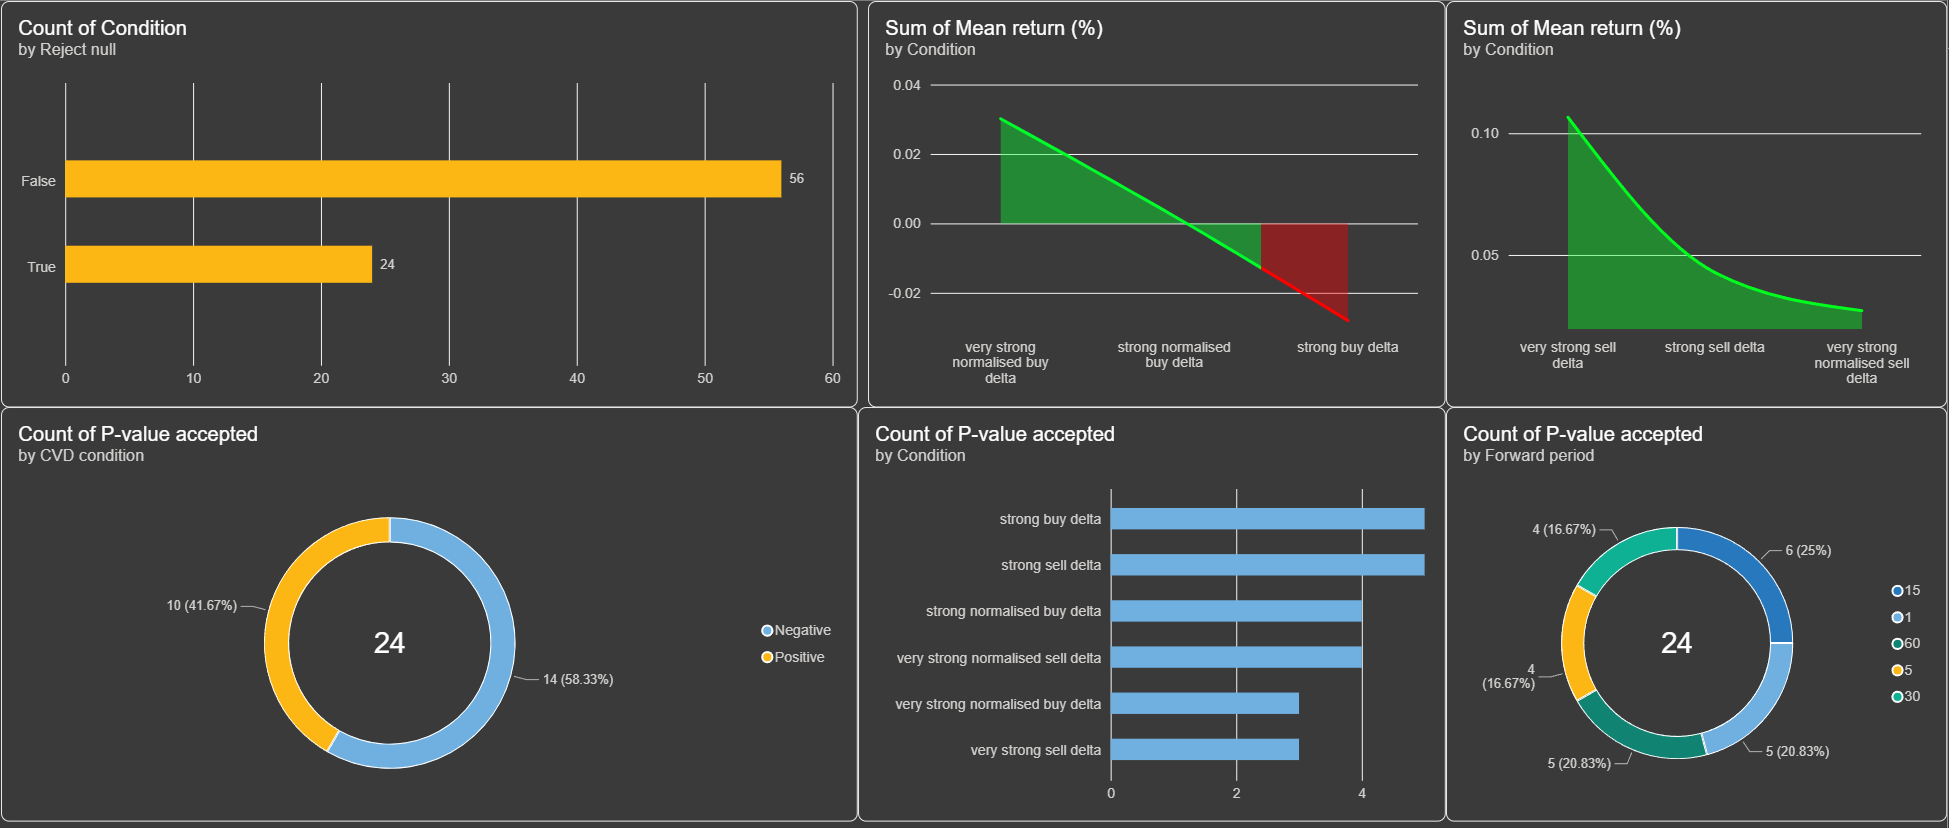 Count of Condition
by Reject null
False
56
True
24
0
10
20
30
40
50
60
Sum of Mean return (%)
by Condition
0.04
0.02
0.00
-0.02
very strong
normalised buy
delta
strong normalised
buy delta
strong buy delta
Sum of Mean return (%)
by Condition
0.10
0.05
very strong sell
delta
strong sell delta
very strong
normalised sell
delta
Count of P-value accepted
by CVD condition
10 (41.67%)
24
14 (58.33%)
Negative
Positive
Count of P-value accepted
by Condition
strong buy delta
strong sell delta
strong normalised buy delta
very strong normalised sell delta
very strong normalised buy delta
very strong sell delta
0
2
4
Count of P-value accepted
by Forward period
4 (16.67%)
6 (25%)
24
4
(16.67%)
5 (20.83%)
5 (20.83%)
15
1
60
5
30